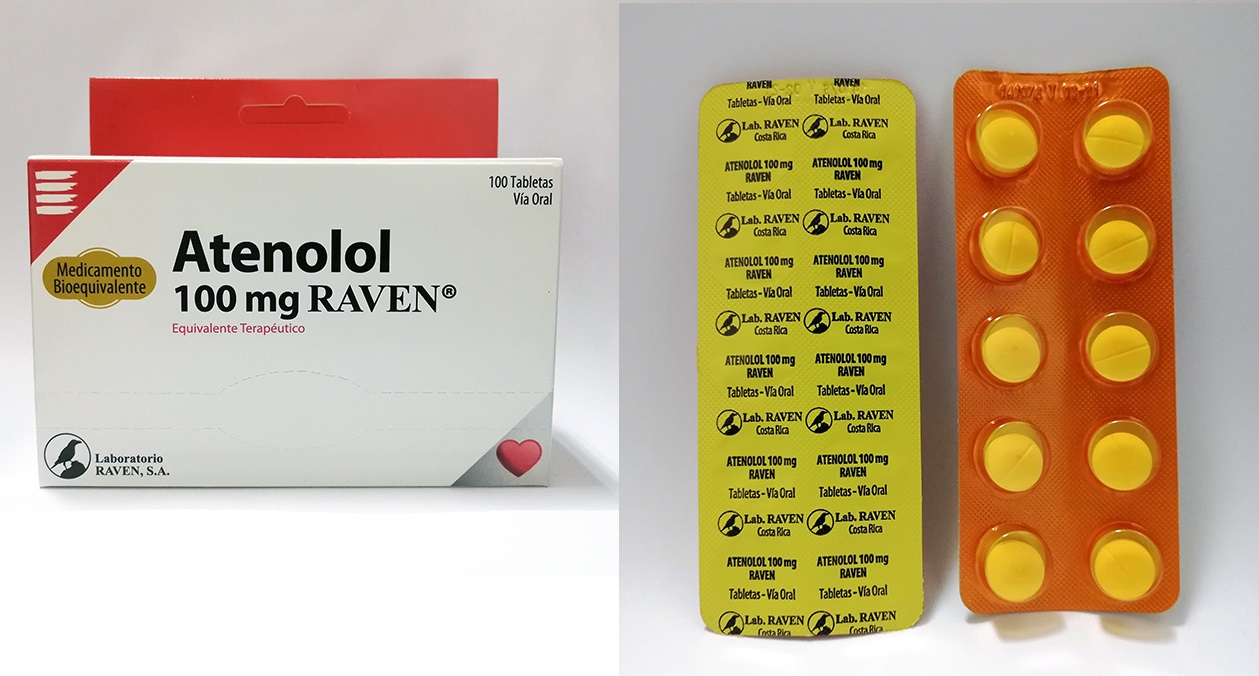 100 Tabletas
Vía Oral
Medicamento
Bioequivalente
Atenolol
100 mg RAVEN®
Equivalente Terapéutico
Laboratorio
RAVEN, S.A.
RAVEN RAVEN
Tabletas - Vía Oral Tabletas - Vía Oral
Lab. RAVEN Lab. RAVEN
Costa Rica Costa Rica
ATENOLOL 100 mg ATENOLOL 100 mg
RAVEN RAVEN
Tabletas - Vía Oral Tabletas - Vía Oral
Lab. RAVEN Lab. RAVEN
Costa Rica Costa Rica
ATENOLOL 100 mg ATENOLOL 100 mg
RAVEN RAVEN
Tabletas - Vía Oral Tabletas - Vía Oral
Lab. RAVEN Lab. RAVEN
Costa Rica Costa Rica
ATENOLOL 100 mg ATENOLOL 100 mg
RAVEN RAVEN
Tabletas - Vía Oral Tabletas - Vía Oral
Lab. RAVEN Lab. RAVEN
Costa Rica Costa Rica
ATENOLOL 100 mg ATENOLOL 100 mg
RAVEN RAVEN
Tabletas - Vía Oral Tabletas - Vía Oral
Lab. RAVEN Lab. RAVEN
Costa Rica Costa Rica
ATENOLOL 100 mg ATENOLOL 100 mg
RAVEN RAVEN
Tabletas - Vía Oral Tabletas - Vía Oral
Lab. RAVEN Lab. RAVEN
Costa Rica Costa Rica